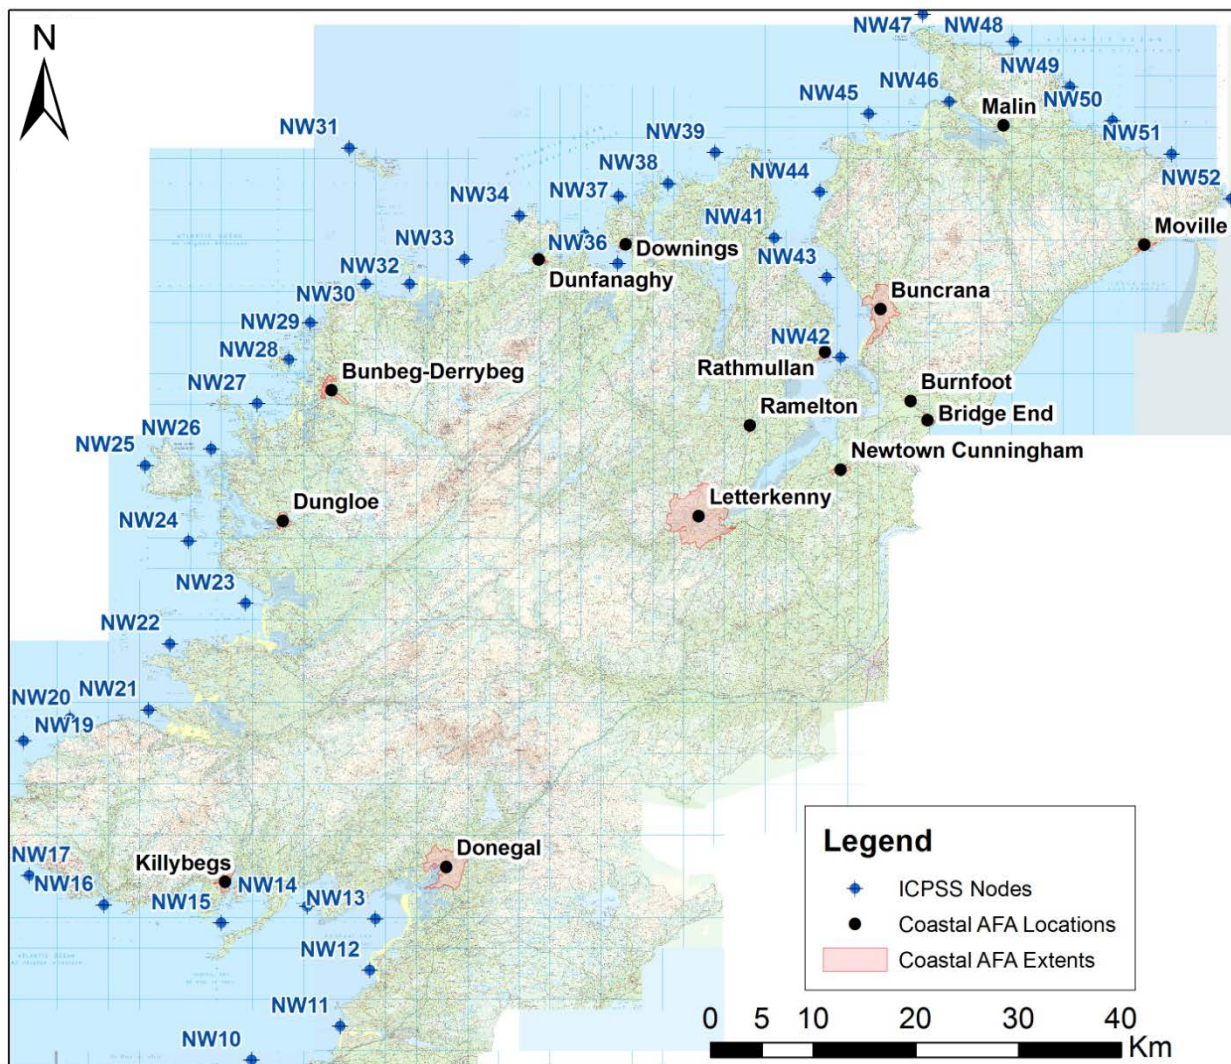 N
NW47
NW48
NW49
NW46
NW50
NW45
Malin
NW31
NW39
NW51
NW38
NW44
NW37
NW52
NW34
NW41
Moville
NW33
NW36
Downings
NW43
NW32
Dunfanaghy
Buncrana
NW30
NW29
NW28
NW42
Bunbeg-Derrybeg
Rathmullan
Burnfoot
NW27
Ramelton
Bridge End
NW26
NW25
Newtown Cunningham
Dungloe
Letterkenny
NW24
NW23
NW22
NW21
NW20
NW19
Legend
ICPSS Nodes
Coastal AFA Locations
Coastal AFA Extents
Donegal
NW17
Killybegs
NW14
NW16
NW15
NW13
NW12
NW11
NW10
0 5 10 20 30 40
Km